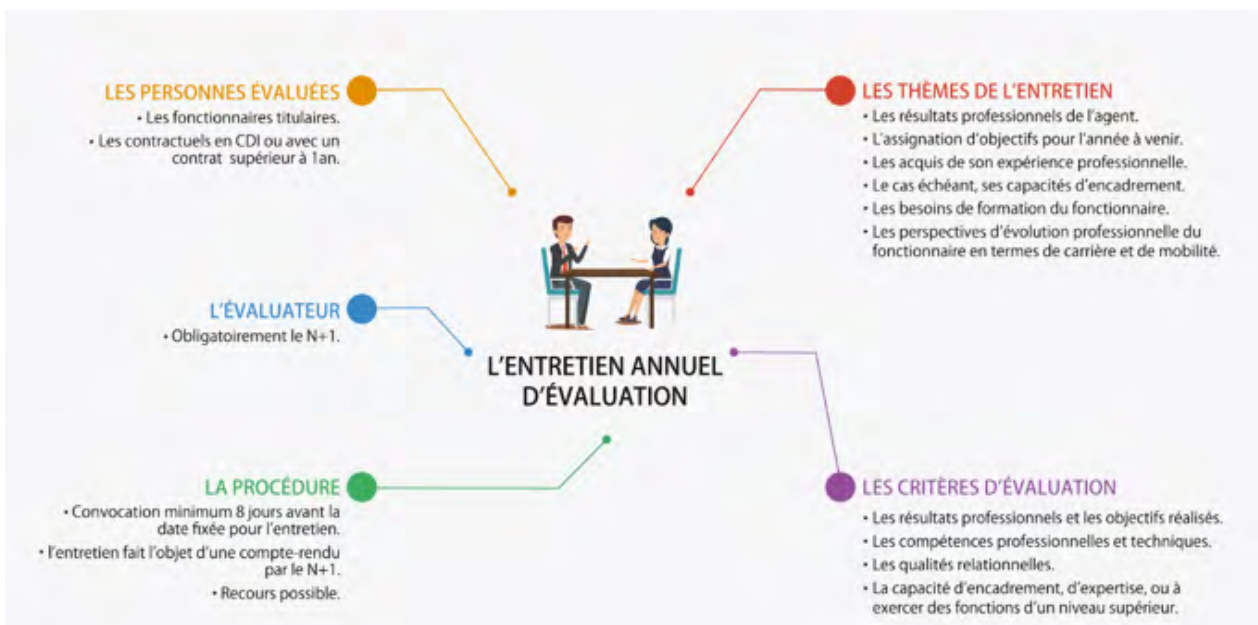 LES PERSONNES ÉVALUÉES
• Les fonctionnaires titulaires.
• Les contractuels en CDI ou avec un
contrat supérieur à 1an.
L'ÉVALUATEUR
• Obligatoirement le N+1.
LA PROCÉDURE
• Convocation minimum 8 jours avant la
date fixée pour l'entretien.
• l'entretien fait l'objet d'une compte-rendu
par le N+1.
• Recours possible.
L'ENTRETIEN ANNUEL
D'ÉVALUATION
LES THÈMES DE L'ENTRETIEN
• Les résultats professionnels de l'agent.
• L'assignation d'objectifs pour l'année à venir.
• Les acquis de son expérience professionnelle.
• Le cas échéant, ses capacités d'encadrement.
• Les besoins de formation du fonctionnaire.
• Les perspectives d'évolution professionnelle du
fonctionnaire en termes de carrière et de mobilité.
LES CRITÈRES D'ÉVALUATION
• Les résultats professionnels et les objectifs réalisés.
• Les compétences professionnelles et techniques.
• Les qualités relationnelles.
• La capacité d'encadrement, d'expertise, ou à
exercer des fonctions d'un niveau supérieur.